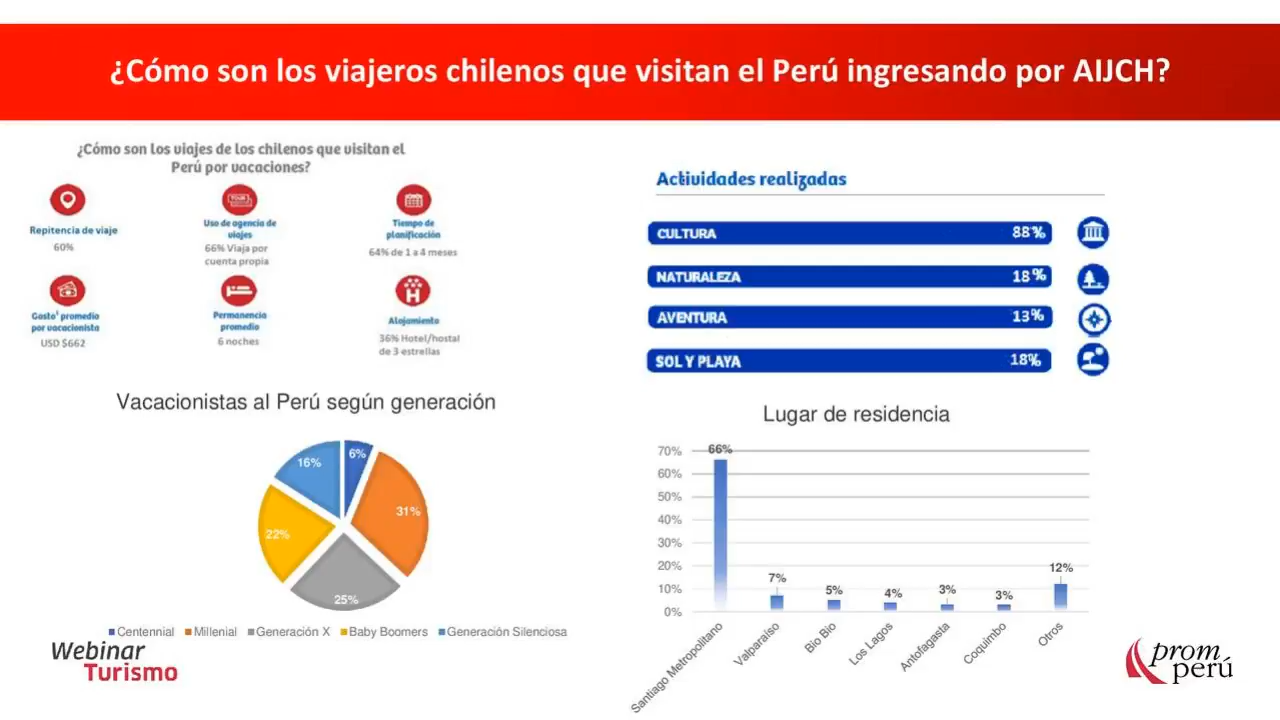 ¿Cómo son los viajeros chilenos que visitan el Perú ingresando por AIJCH?
¿Cómo son los viajes de los chilenos que visitan el
Perú por vacaciones?
Repitencia de viaje
60%
TOUR
Uso de agencia de
viajes
66% Viaja por
cuenta propia
Tiempo de
planificación
64% de 1 a 4 meses
Gasto¹ promedio
por vacacionista
USD $662
Permanencia
promedio
6 noches
H
Alojamiento
36% Hotel/hostal
de 3 estrellas
Actividades realizadas
CULTURA 88%
NATURALEZA 18%
AVENTURA 13%
SOL Y PLAYA 18%
Vacacionistas al Perú según generación
6%
31%
25%
22%
16%
Centennial Millenial Generación X Baby Boomers Generación Silenciosa
Lugar de residencia
70%
60%
50%
40%
30%
20%
10%
0%
66%
7%
5%
4%
3%
3%
12%
Santiago Metropolitano
Valparaíso
Bio Bio
Los Lagos
Antofagasta
Coquimbo
Otros
Webinar
Turismo
prom
perú